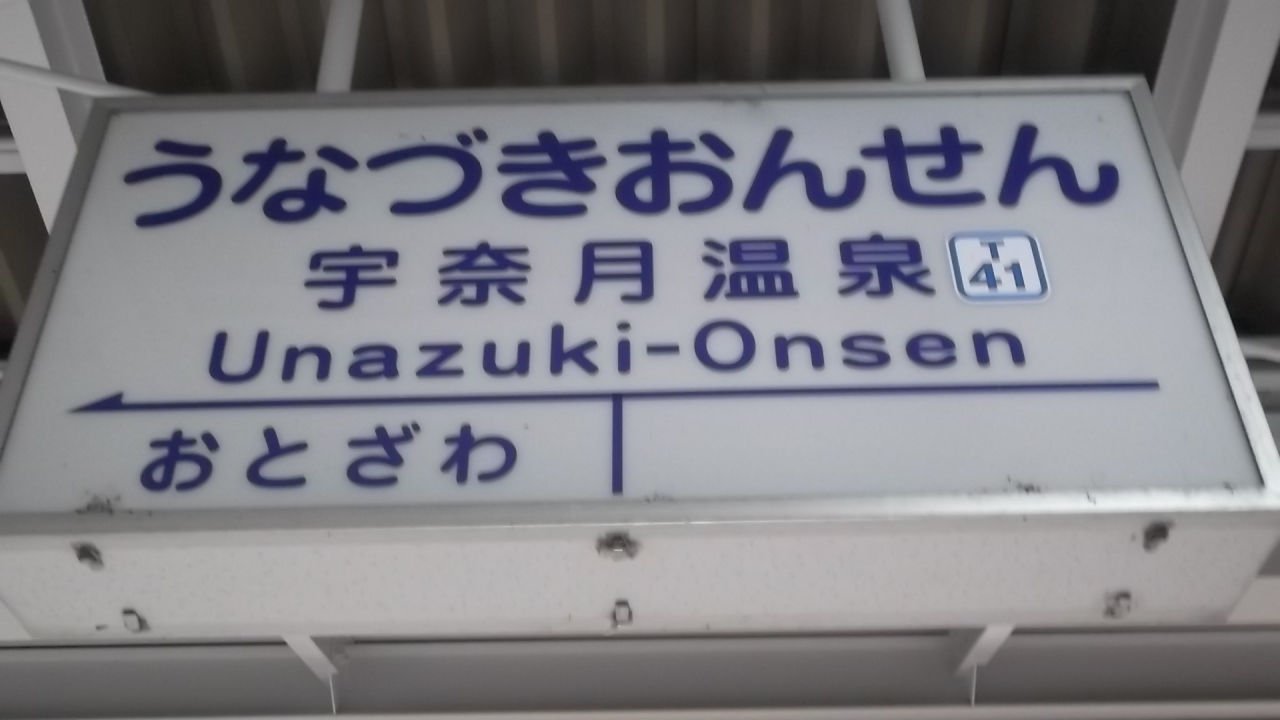 うなづきおんせん
宇奈月温泉
T
41
Unazuki-Onsen
おとざわ